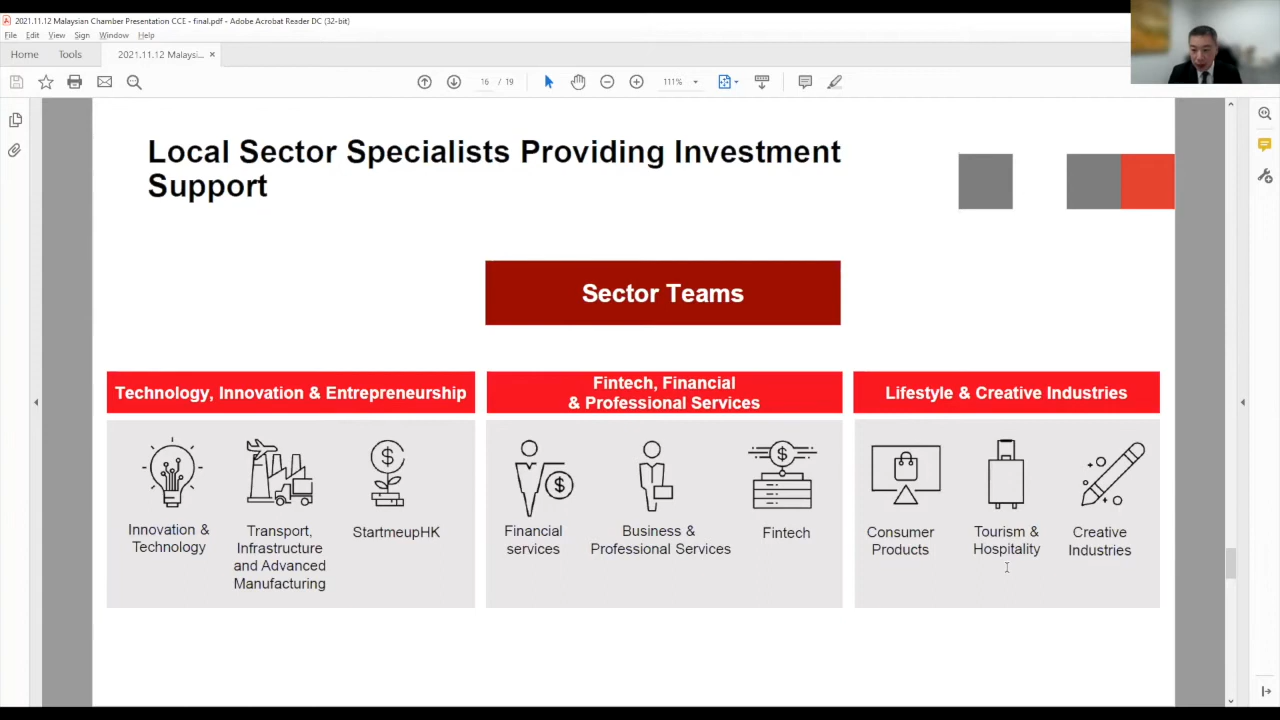 2021.11.12 Malaysian Chamber Presentation CCE - final.pdf - Adobe Acrobat Reader DC (32-bit)
File Edit View Sign Window Help
Home Tools 2021.11.12 Malaysi... ×
16 / 19 111%
Local Sector Specialists Providing Investment
Support
Sector Teams
Technology, Innovation & Entrepreneurship
Innovation &
Technology
Transport,
Infrastructure
and Advanced
Manufacturing
StartmeupHK
Fintech, Financial
& Professional Services
Financial
services
Business &
Professional Services
Fintech
Lifestyle & Creative Industries
Consumer
Products
Tourism &
Hospitality
Creative
Industries